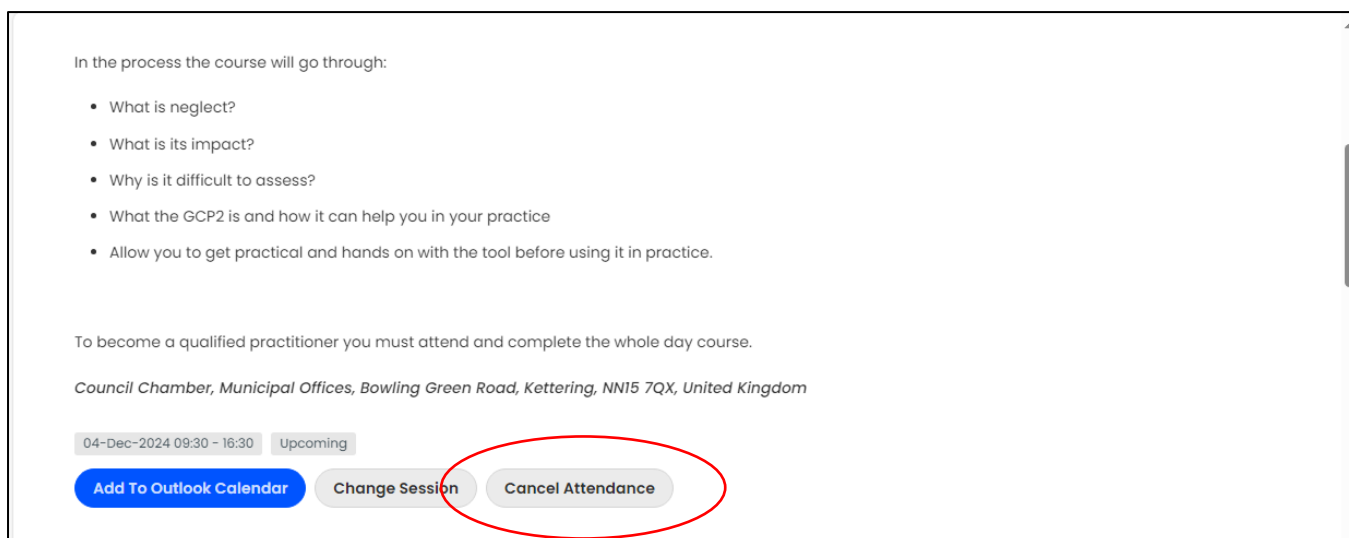 In the process the course will go through:
What is neglect?
What is its impact?
Why is it difficult to assess?
What the GCP2 is and how it can help you in your practice
Allow you to get practical and hands on with the tool before using it in practice.
To become a qualified practitioner you must attend and complete the whole day course.
Council Chamber, Municipal Offices, Bowling Green Road, Kettering, NN15 7QX, United Kingdom
04-Dec-2024 09:30 - 16:30 Upcoming
Add To Outlook Calendar Change Session Cancel Attendance